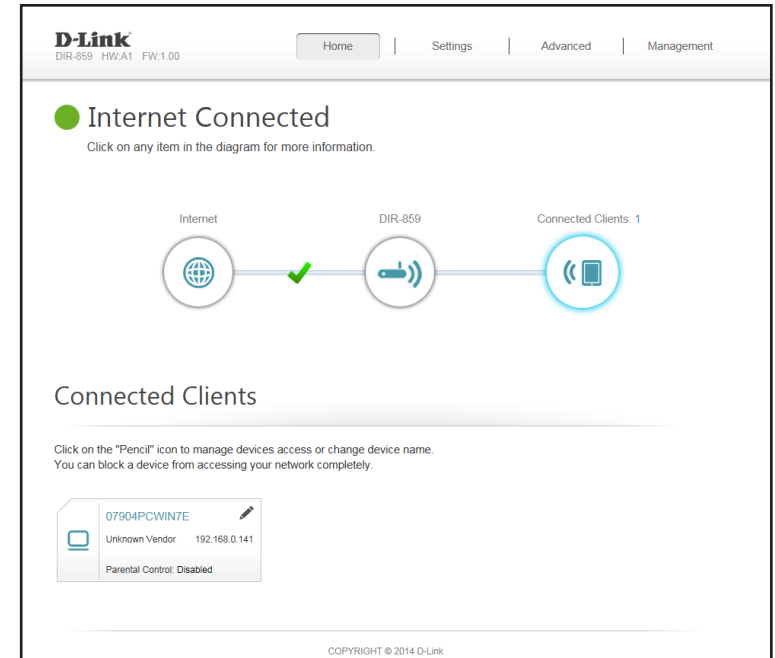 D-Link
DIR-859 HW:A1 FW:1.00
Home Settings Advanced Management
Internet Connected
Click on any item in the diagram for more information.
Internet DIR-859 Connected Clients: 1
Connected Clients
Click on the "Pencil" icon to manage devices access or change device name.
You can block a device from accessing your network completely.
07904PCWIN7E
Unknown Vendor 192.168.0.141
Parental Control: Disabled
COPYRIGHT © 2014 D-Link